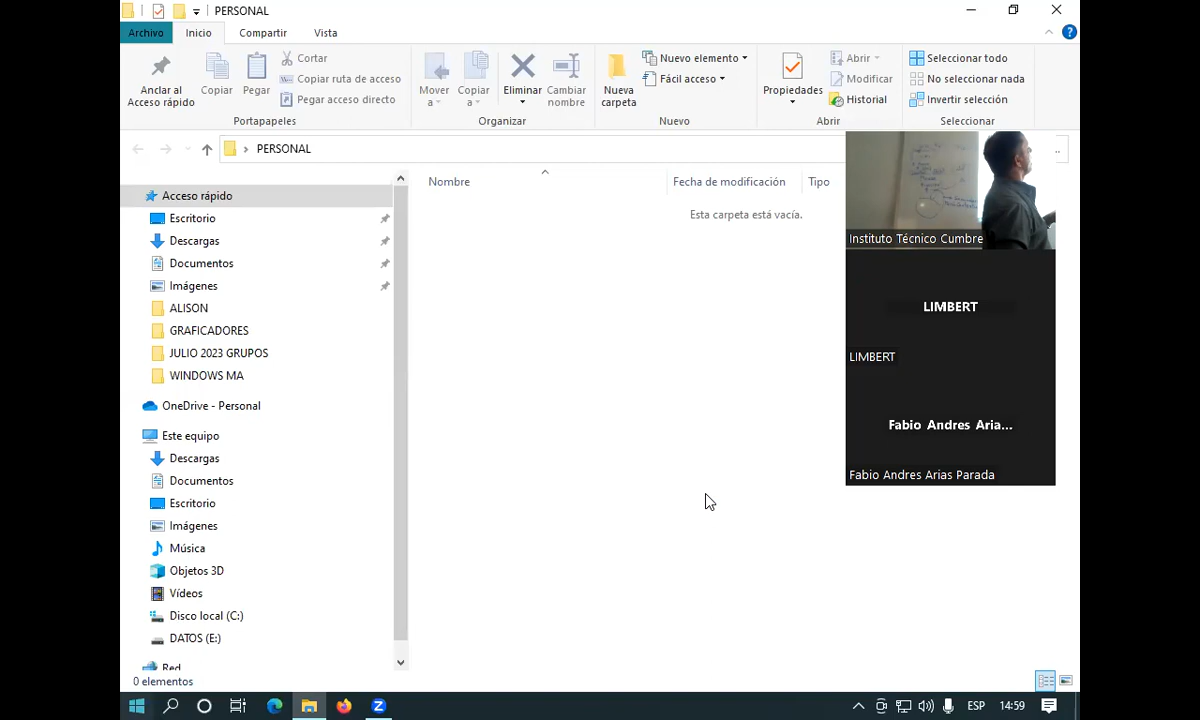 PERSONAL
Archivo Inicio Compartir Vista
Anclar al Acceso rápido
Copiar
Pegar
Cortar
Copiar ruta de acceso
Pegar acceso directo
Portapapeles
Mover a
Copiar a
Eliminar
Cambiar nombre
Organizar
Nueva carpeta
Nuevo elemento
Fácil acceso
Nuevo
Propiedades
Abrir
Modificar
Historial
Abrir
Seleccionar todo
No seleccionar nada
Invertir selección
Seleccionar
PERSONAL
Nombre Fecha de modificación Tipo
Esta carpeta está vacía.
Acceso rápido
Escritorio
Descargas
Documentos
Imágenes
ALISON
GRAFICADORES
JULIO 2023 GRUPOS
WINDOWS MA
OneDrive - Personal
Este equipo
Descargas
Documentos
Escritorio
Imágenes
Música
Objetos 3D
Vídeos
Disco local (C:)
DATOS (E:)
Red
0 elementos
Instituto Técnico Cumbre
LIMBERT
LIMBERT
Fabio Andres Aria...
Fabio Andres Arias Parada
ESP 14:59